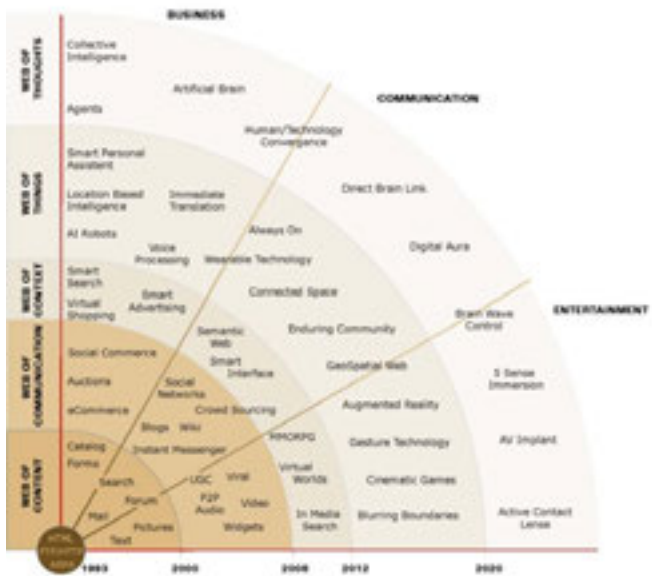 BUSINESS
COMMUNICATION
ENTERTAINMENT
WEB OF
THOUGHTS
Collective
Intelligence
Artificial Brain
Agents
Human/Technology
Convergence
Direct Brain Link
Digital Aura
Brain Wave
Control
5 Sense
Immersion
AV Implant
Active Contact
Lense
WEB OF
THINGS
Smart Personal
Assistent
Location Based
Intelligence
Immediate
Translation
AI Robots
Always On
Voice
Processing
Wearable Technology
Connected Space
Enduring Community
GeoSpatial Web
Augmented Reality
Gesture Technology
Cinematic Games
Blurring Boundaries
WEB OF
CONTEXT
Smart
Search
Virtual
Shopping
Smart
Advertising
Semantic
Web
Smart
Interface
MMORPG
Virtual
Worlds
In Media
Search
WEB OF
COMMUNICATION
Social Commerce
Auctions
Social
Networks
eCommerce
Crowd Sourcing
Blogs
Wiki
Instant Messenger
UGC
Viral
P2P
Audio
Video
Widgets
WEB OF
CONTENT
Catalog
Forms
Search
Forum
Mail
Pictures
Text
HTML
1993
2000
2008
2012
2020